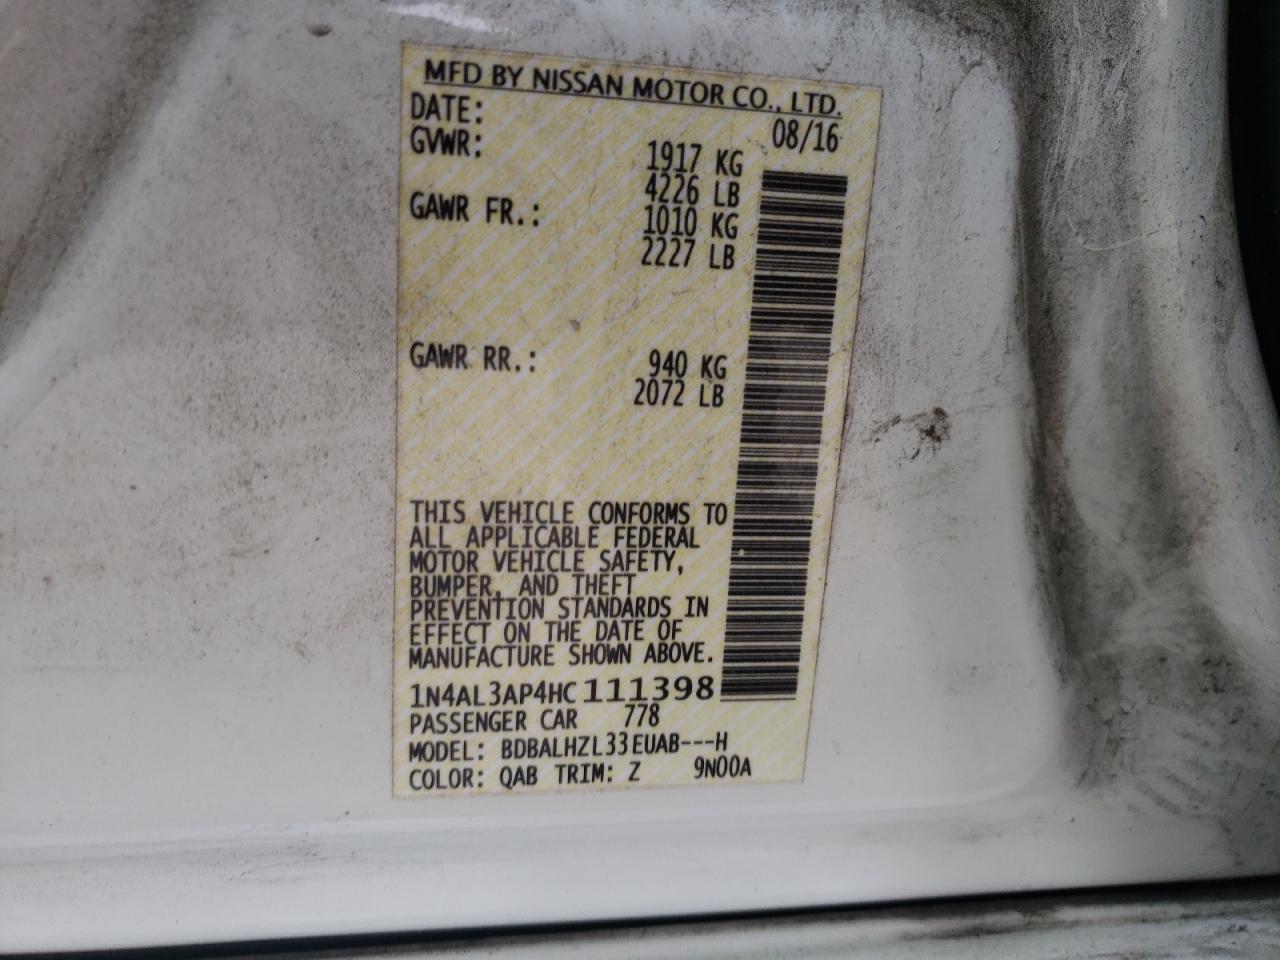 MFD BY NISSAN MOTOR CO., LTD.
DATE: 08/16
GVWR: 1917 KG
4226 LB
GAWR FR.: 1010 KG
2227 LB
GAWR RR.: 940 KG
2072 LB
THIS VEHICLE CONFORMS TO
ALL APPLICABLE FEDERAL
MOTOR VEHICLE SAFETY,
BUMPER, AND THEFT
PREVENTION STANDARDS IN
EFFECT ON THE DATE OF
MANUFACTURE SHOWN ABOVE.
1N4AL3AP4HC111398
PASSENGER CAR 778
MODEL: BDBALHZL33EUAB---H
COLOR: QAB TRIM: Z 9N00A